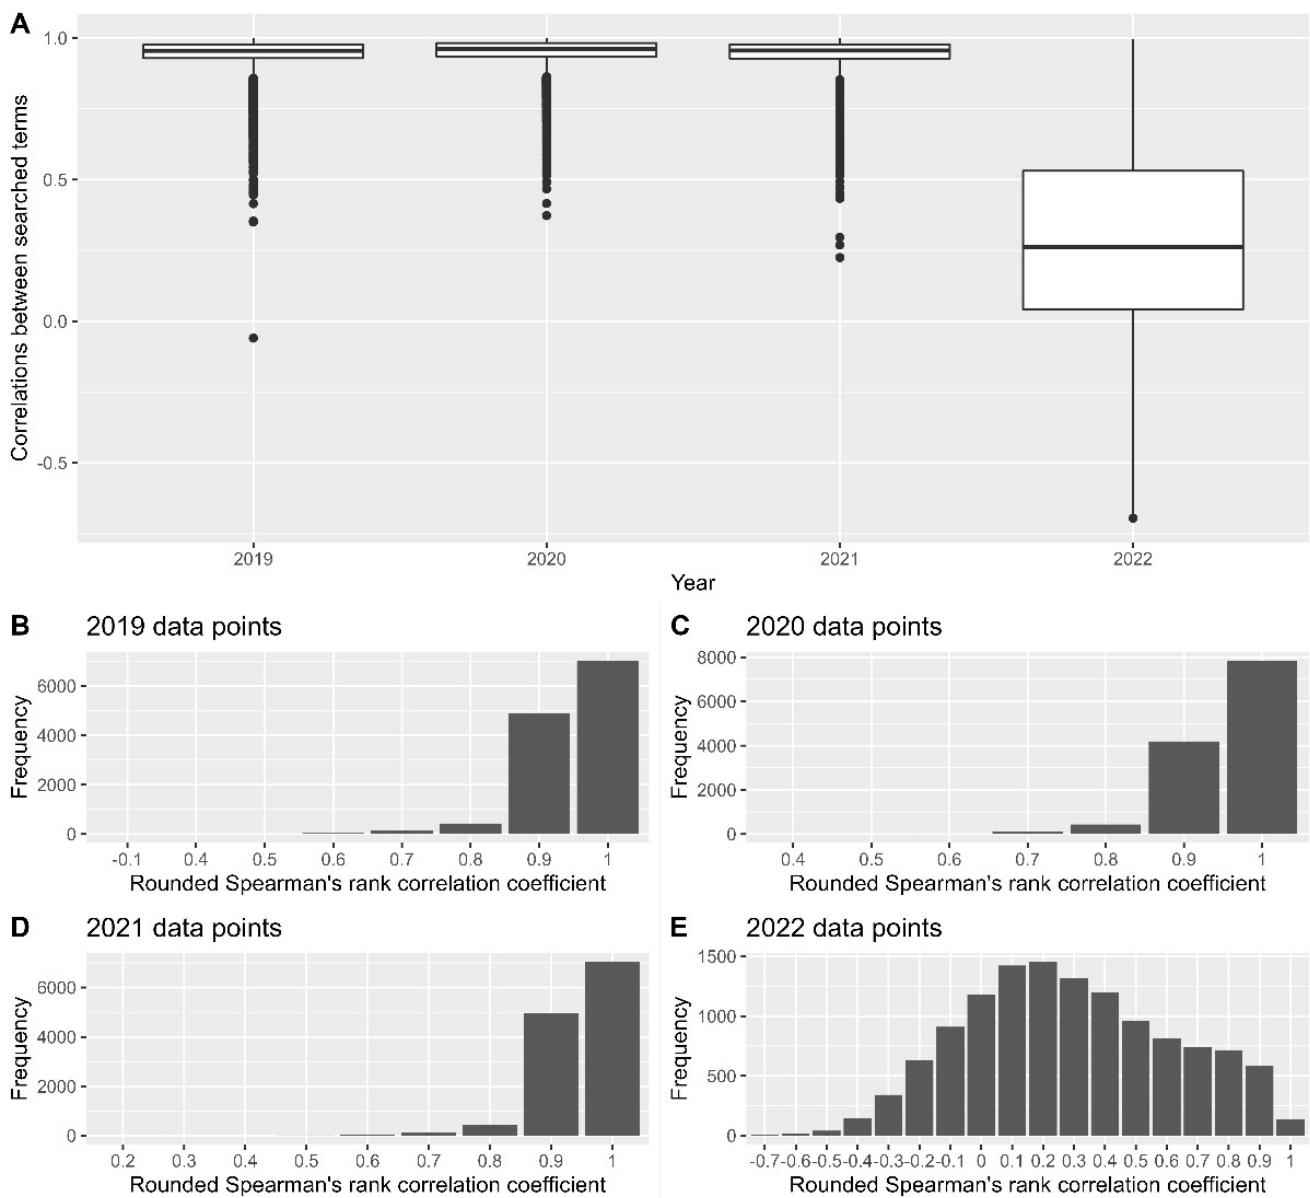 A
Correlations between searched terms
1.0
0.5
0.0
-0.5
2019 2020 2021 2022
Year
B 2019 data points
Frequency
6000
4000
2000
0
-0.1 0.4 0.5 0.6 0.7 0.8 0.9 1
Rounded Spearman's rank correlation coefficient
C 2020 data points
Frequency
8000
6000
4000
2000
0
0.4 0.5 0.6 0.7 0.8 0.9 1
Rounded Spearman's rank correlation coefficient
D 2021 data points
Frequency
6000
4000
2000
0
0.2 0.3 0.4 0.5 0.6 0.7 0.8 0.9 1
Rounded Spearman's rank correlation coefficient
E 2022 data points
Frequency
1500
1000
500
0
-0.7 -0.6 -0.5 -0.4 -0.3 -0.2 -0.1 0 0.1 0.2 0.3 0.4 0.5 0.6 0.7 0.8 0.9 1
Rounded Spearman's rank correlation coefficient